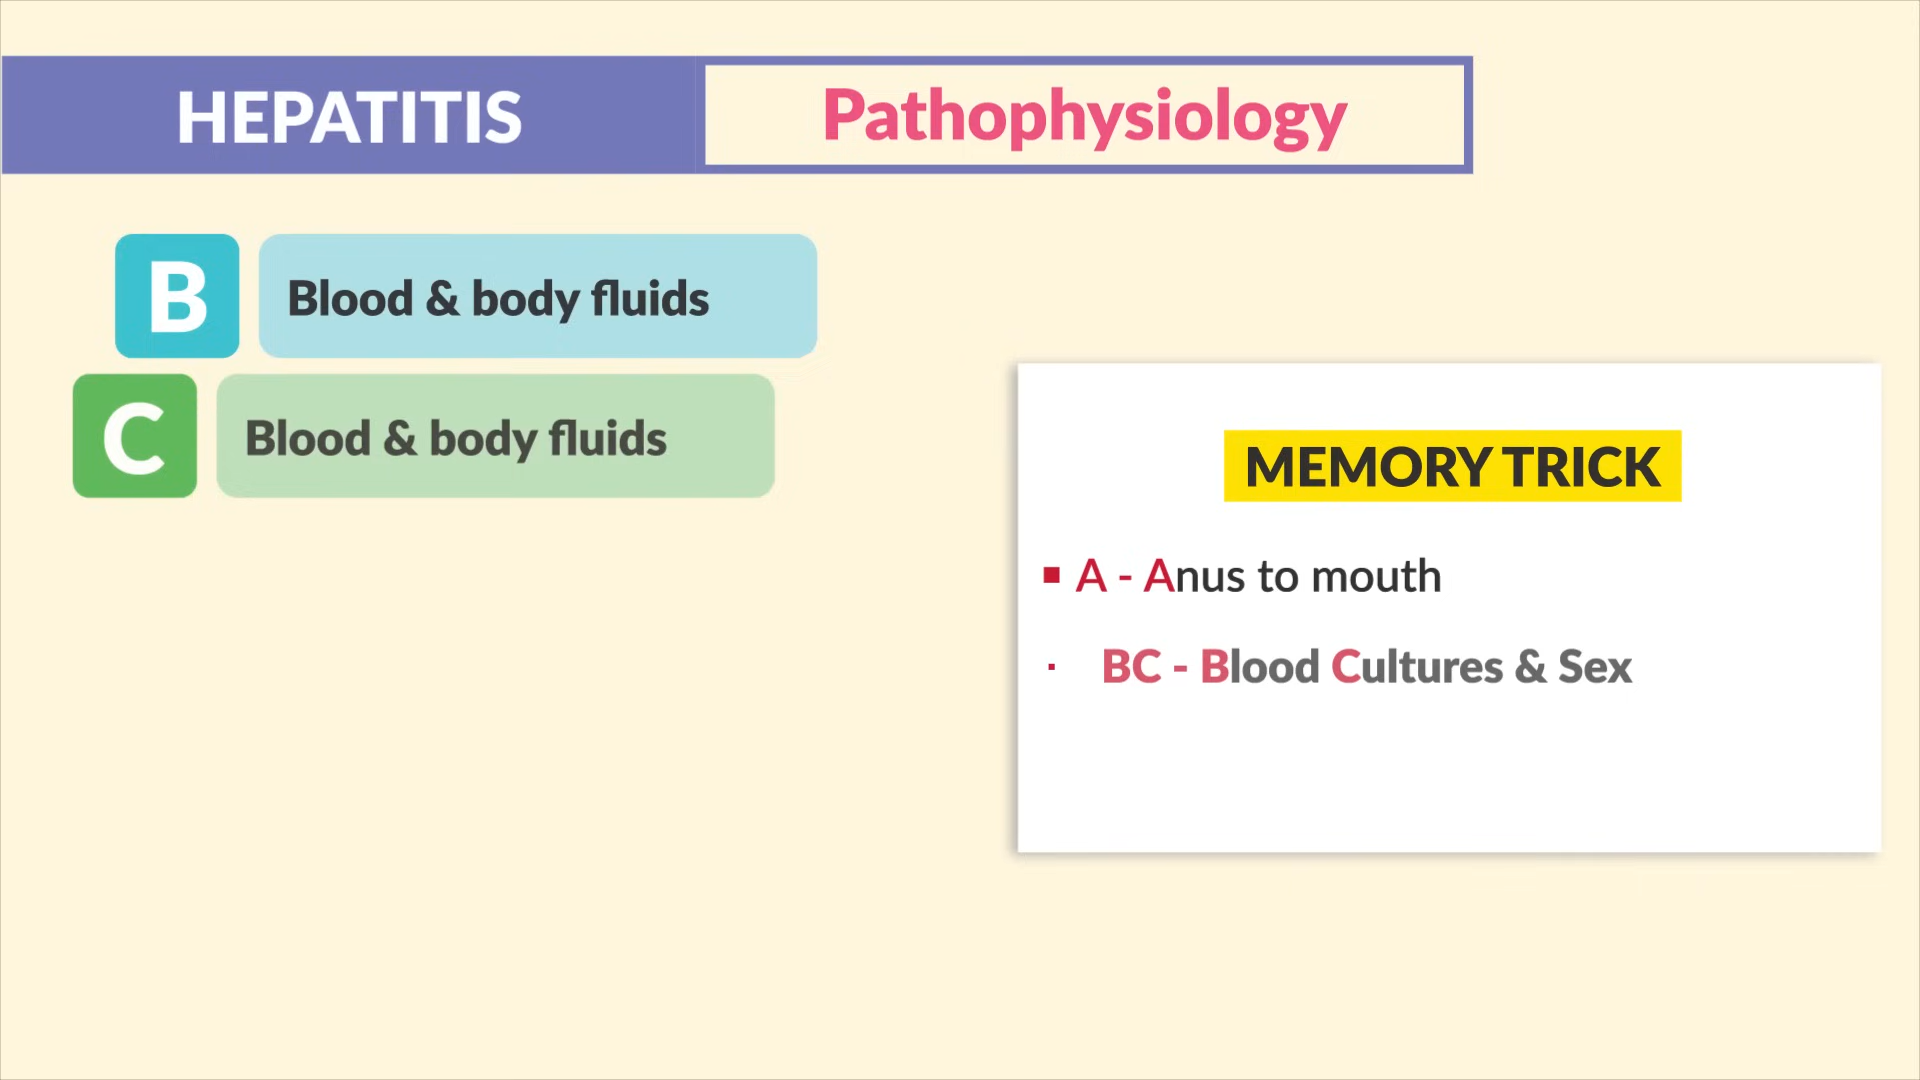 HEPATITIS
Pathophysiology
B
Blood & body fluids
C
Blood & body fluids
MEMORY TRICK
▪ A - Anus to mouth
· BC - Blood Cultures & Sex